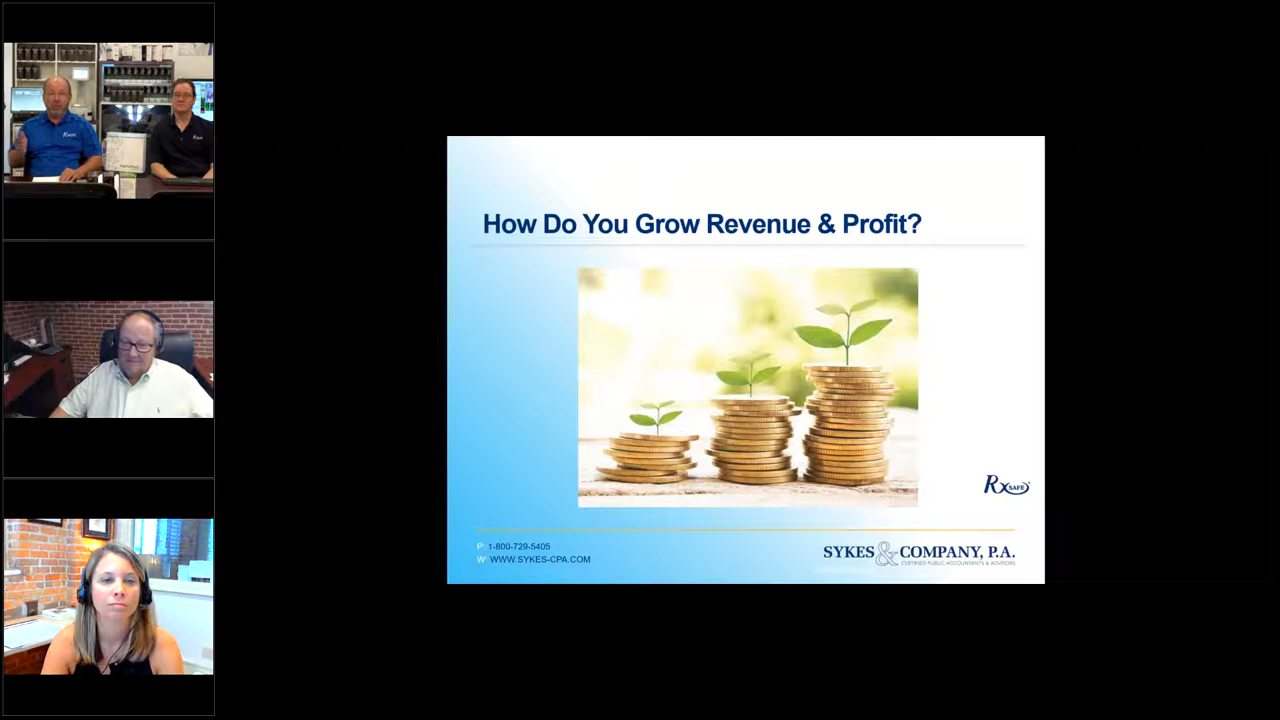 How Do You Grow Revenue & Profit?
Rx SAFE
P: 1-800-729-5405
W: WWW.SYKES-CPA.COM
SYKES & COMPANY, P.A.
CERTIFIED PUBLIC ACCOUNTANTS & ADVISORS